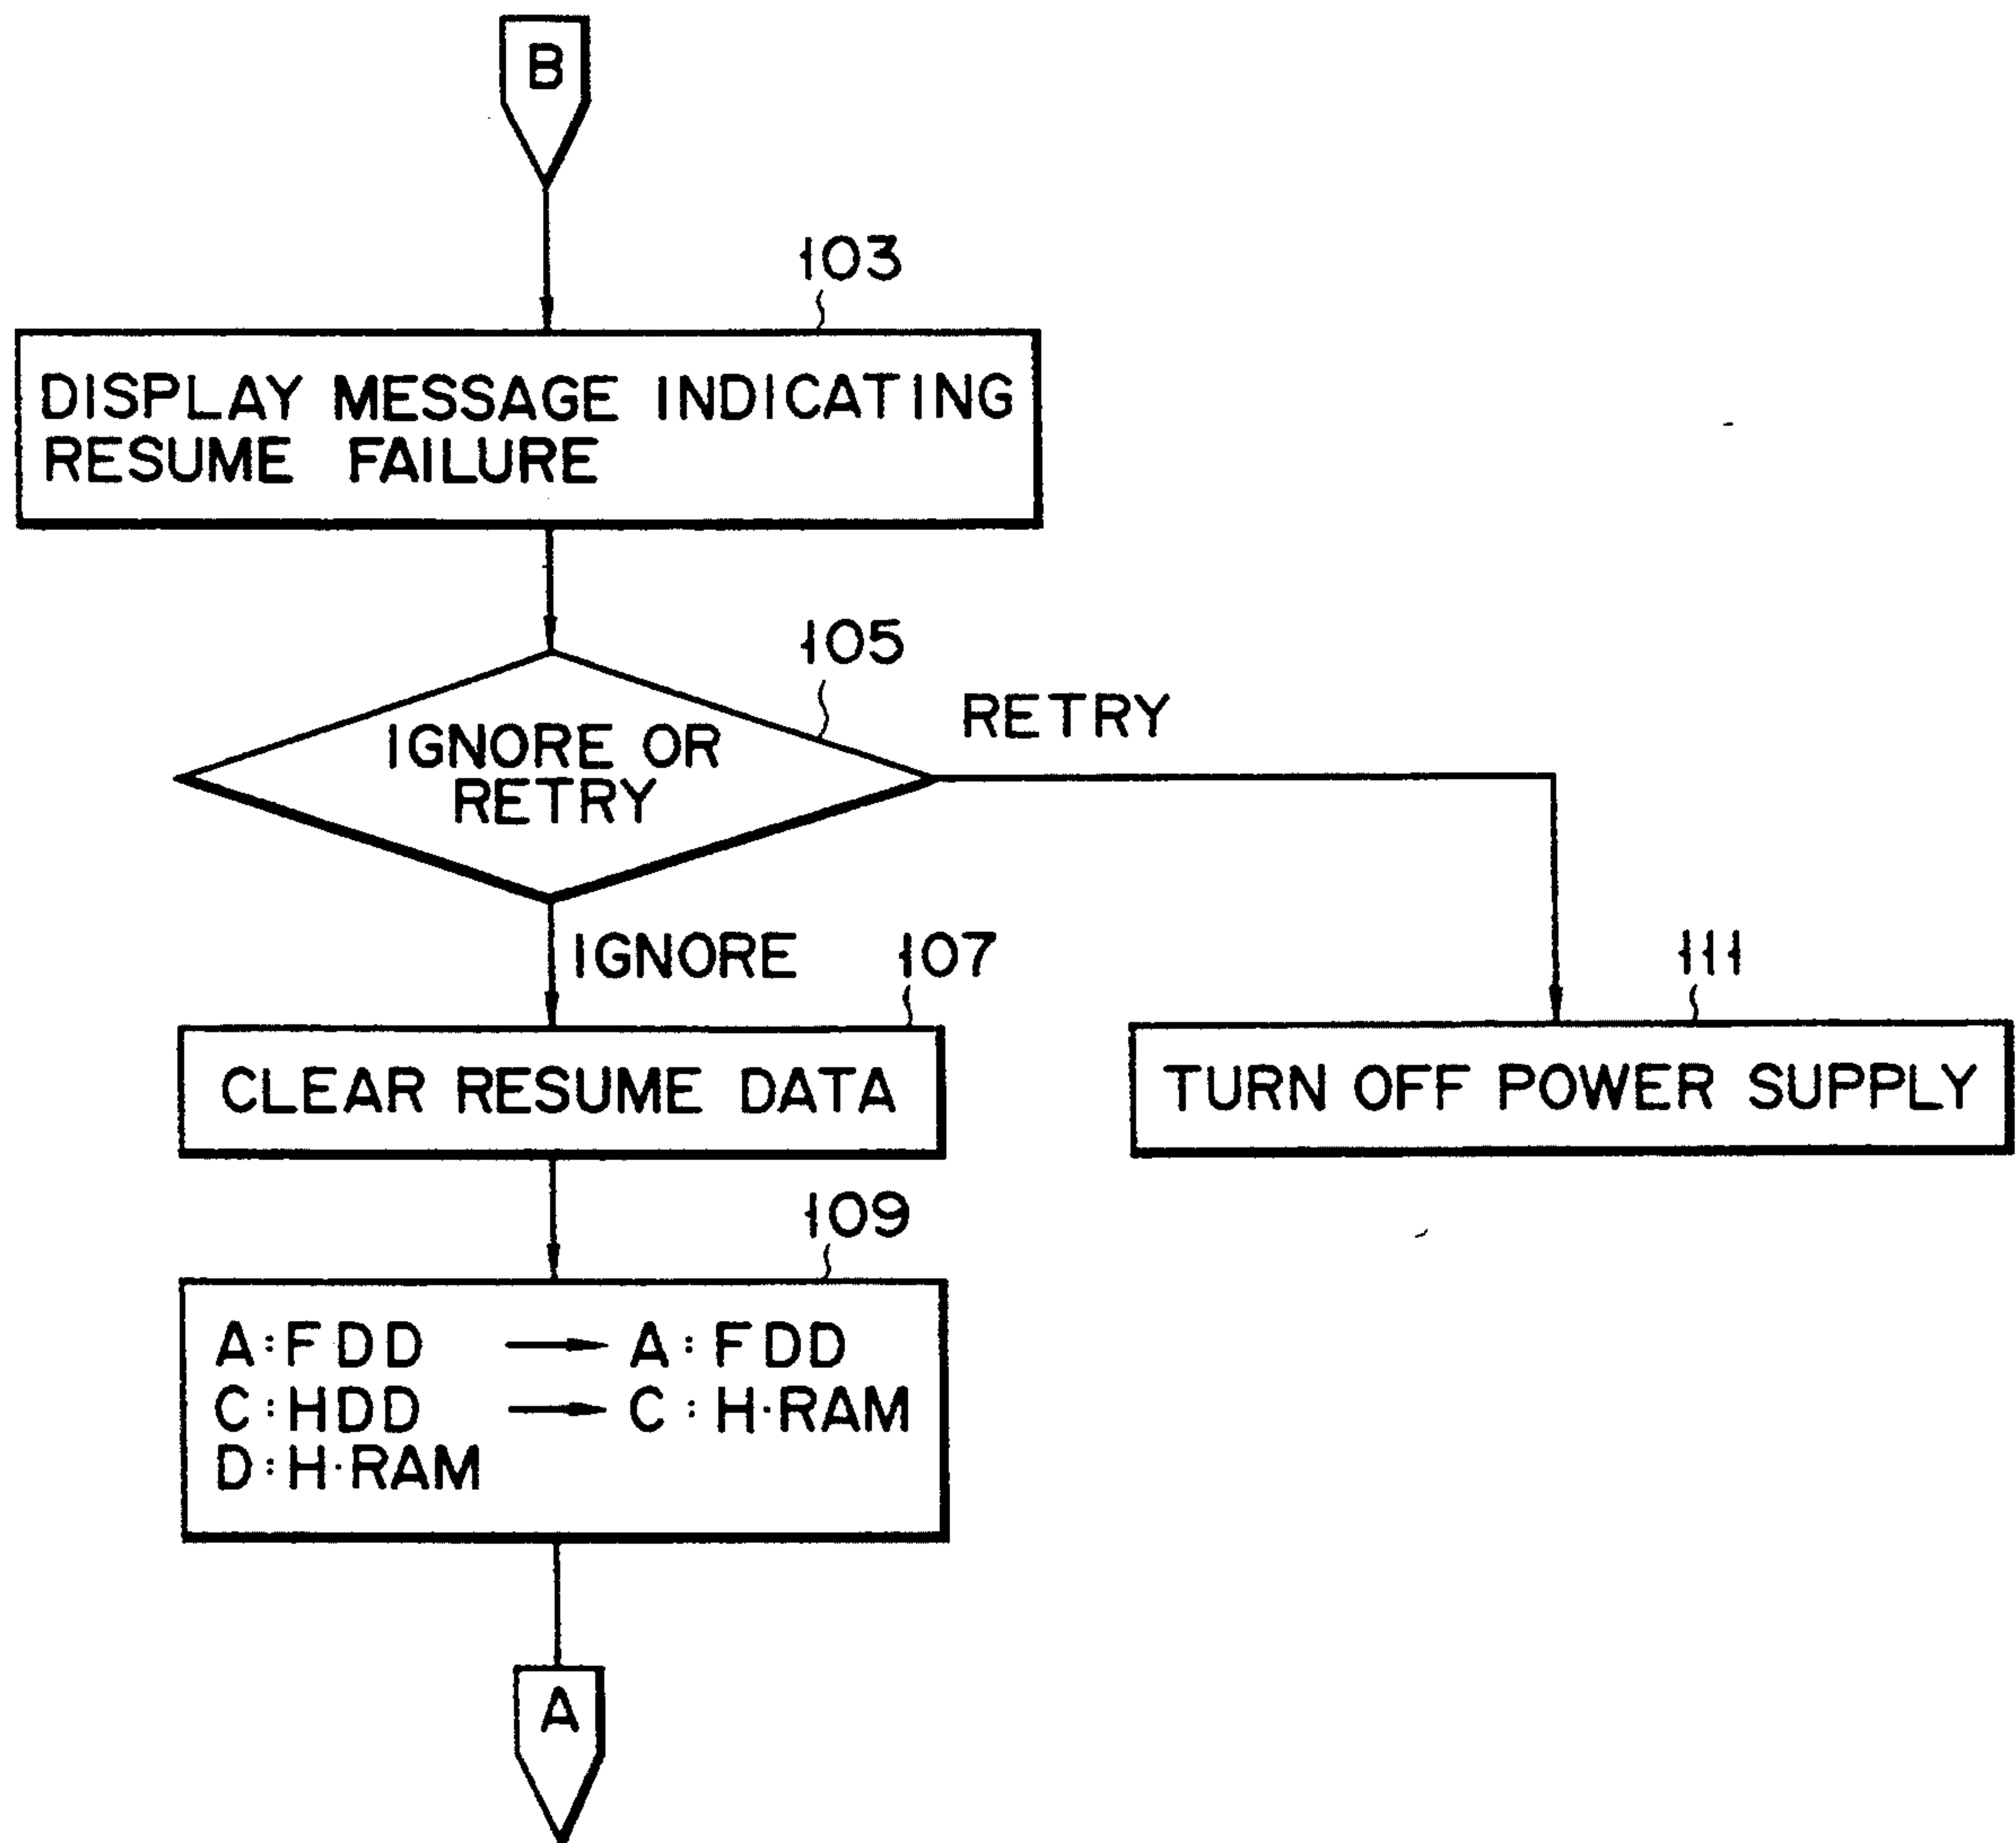 B
103
DISPLAY MESSAGE INDICATING
RESUME FAILURE
105
IGNORE OR
RETRY
RETRY
IGNORE
107
CLEAR RESUME DATA
111
TURN OFF POWER SUPPLY
109
A:FDD → A:FDD
C:HDD → C:H·RAM
D:H·RAM
A